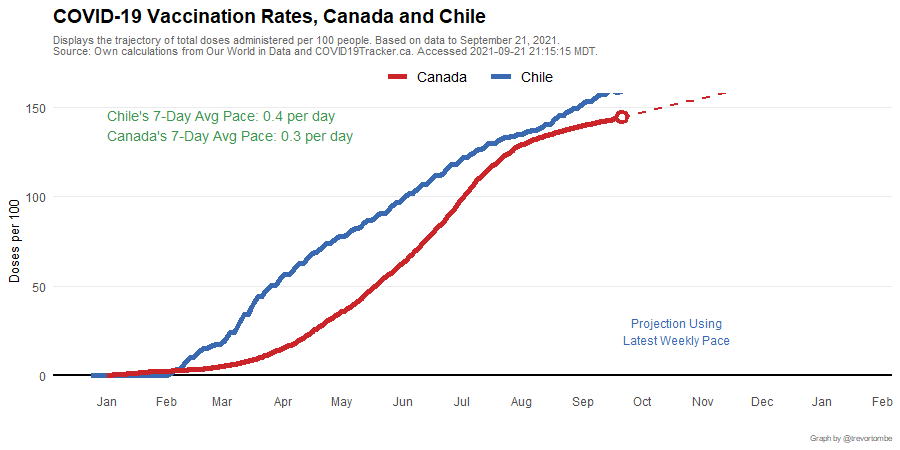 COVID-19 Vaccination Rates, Canada and Chile
Displays the trajectory of total doses administered per 100 people. Based on data to September 21, 2021.
Source: Own calculations from Our World in Data and COVID19Tracker.ca. Accessed 2021-09-21 21:15:15 MDT.
Canada Chile
Chile's 7-Day Avg Pace: 0.4 per day
Canada's 7-Day Avg Pace: 0.3 per day
150
100
50
0
Doses per 100
Projection Using
Latest Weekly Pace
Jan Feb Mar Apr May Jun Jul Aug Sep Oct Nov Dec Jan Feb
Graph by @trevortombe